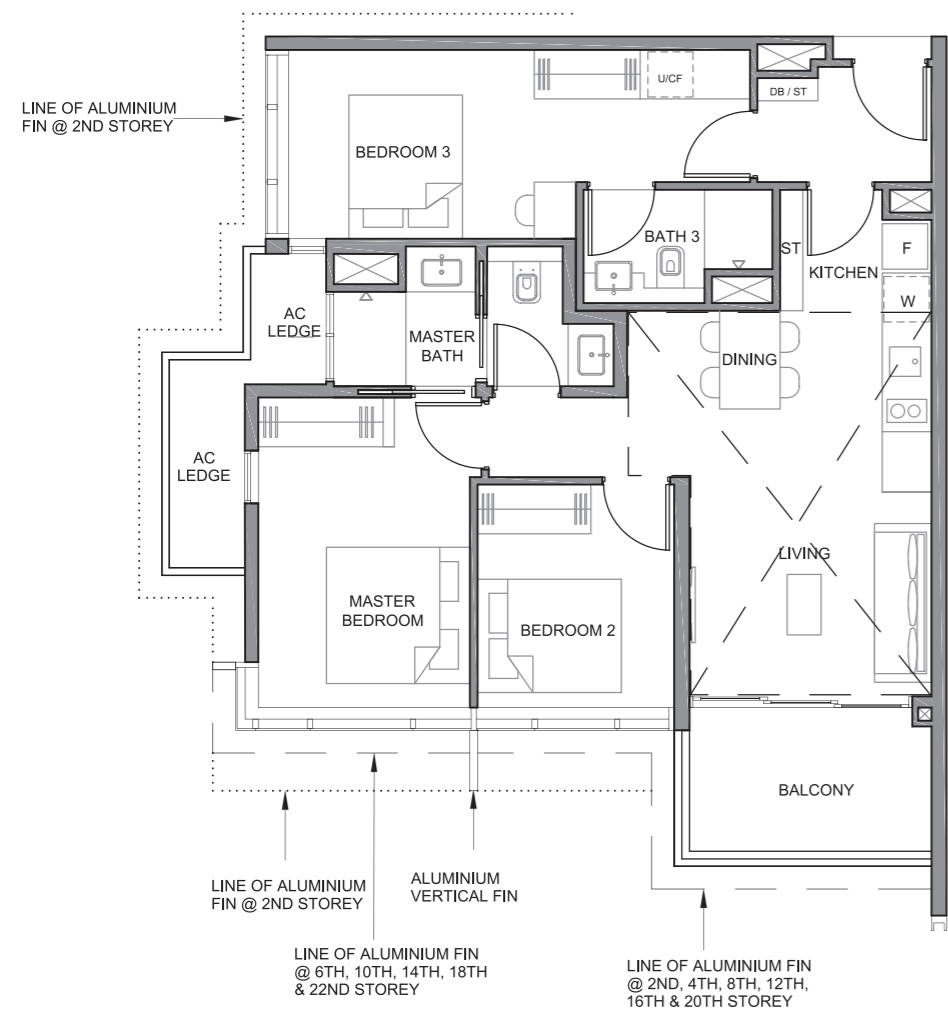 U/CF
DB / ST
LINE OF ALUMINIUM
FIN @ 2ND STOREY
BEDROOM 3
BATH 3
ST
F
KITCHEN
W
AC
LEDGE
MASTER
BATH
DINING
AC
LEDGE
LIVING
MASTER
BEDROOM
BEDROOM 2
BALCONY
LINE OF ALUMINIUM
FIN @ 2ND STOREY
ALUMINIUM
VERTICAL FIN
LINE OF ALUMINIUM FIN
@ 6TH, 10TH, 14TH, 18TH
& 22ND STOREY
LINE OF ALUMINIUM FIN
@ 2ND, 4TH, 8TH, 12TH,
16TH & 20TH STOREY